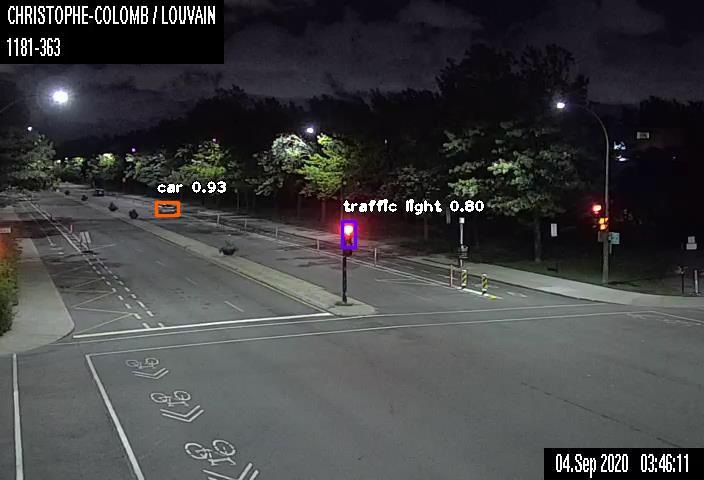 CHRISTOPHE-COLOMB / LOUVAIN
1181-363
car 0.93
traffic light 0.80
04.Sep 2020 03:46:11